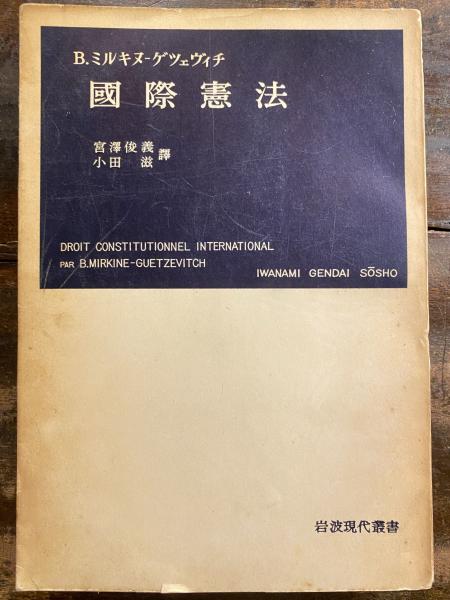 B.ミルキヌ-ゲツェヴィチ
國際憲法
宮澤俊義
小田 滋 譯
DROIT CONSTITUTIONNEL INTERNATIONAL
PAR B.MIRKINE-GUETZEVITCH
IWANAMI GENDAI SŌSHO
岩波現代叢書